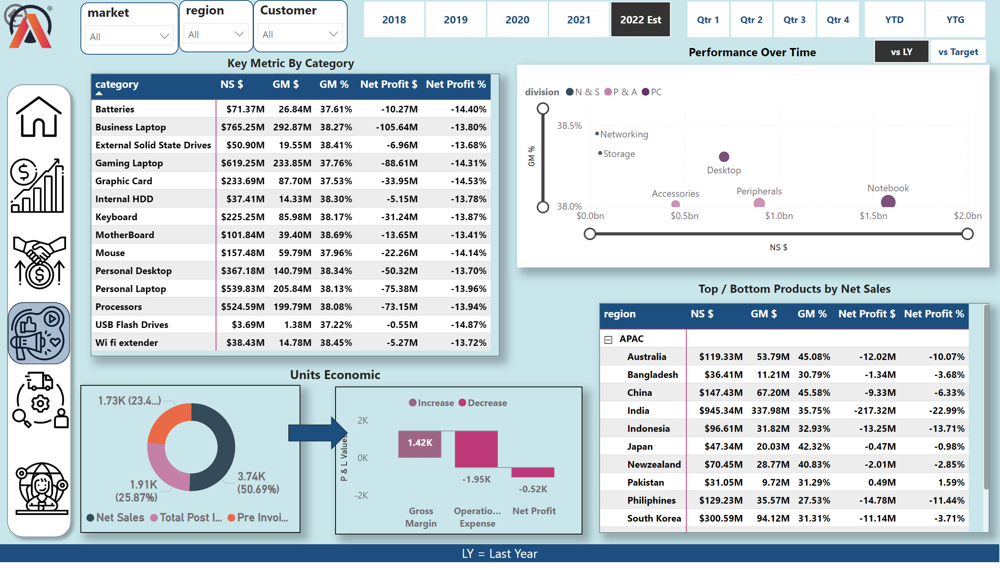 ®
market
All
region
All
Customer
All
2018
2019
2020
2021
2022 Est
Qtr 1
Qtr 2
Qtr 3
Qtr 4
YTD
YTG
vs LY
vs Target
Key Metric By Category
category NS $ GM $ GM % Net Profit $ Net Profit %
Batteries $71.37M 26.84M 37.61% -10.27M -14.40%
Business Laptop $765.25M 292.87M 38.27% -105.64M -13.80%
External Solid State Drives $50.90M 19.55M 38.41% -6.96M -13.68%
Gaming Laptop $619.25M 233.85M 37.76% -88.61M -14.31%
Graphic Card $233.69M 87.70M 37.53% -33.95M -14.53%
Internal HDD $37.41M 14.33M 38.30% -5.15M -13.78%
Keyboard $225.25M 85.98M 38.17% -31.24M -13.87%
MotherBoard $101.84M 39.40M 38.69% -13.65M -13.41%
Mouse $157.48M 59.79M 37.96% -22.26M -14.14%
Personal Desktop $367.18M 140.79M 38.34% -50.32M -13.70%
Personal Laptop $539.83M 205.84M 38.13% -75.38M -13.96%
Processors $524.59M 199.79M 38.08% -73.15M -13.94%
USB Flash Drives $3.69M 1.38M 37.22% -0.55M -14.87%
Wi fi extender $38.43M 14.78M 38.45% -5.27M -13.72%
Performance Over Time
division N & S P & A PC
GM %
38.5%
38.0%
Networking
Storage
Desktop
Accessories
Peripherals
Notebook
$0.0bn $0.5bn $1.0bn $1.5bn $2.0bn
NS $
Top / Bottom Products by Net Sales
region NS $ GM $ GM % Net Profit $ Net Profit %
APAC
Australia $119.33M 53.79M 45.08% -12.02M -10.07%
Bangladesh $36.41M 11.21M 30.79% -1.34M -3.68%
China $147.43M 67.20M 45.58% -9.33M -6.33%
India $945.34M 337.98M 35.75% -217.32M -22.99%
Indonesia $96.61M 31.82M 32.93% -13.25M -13.71%
Japan $47.34M 20.03M 42.32% -0.47M -0.98%
Newzealand $70.45M 28.77M 40.83% -2.01M -2.85%
Pakistan $31.05M 9.72M 31.29% 0.49M 1.59%
Philiphines $129.23M 35.57M 27.53% -14.78M -11.44%
South Korea $300.59M 94.12M 31.31% -11.14M -3.71%
Units Economic
1.73K (23.4...)
3.74K
(50.69%)
1.91K
(25.87%)
Net Sales Total Post I... Pre Invoi...
Increase Decrease
P & L Values
2K
0K
-2K
1.42K
-1.95K
-0.52K
Gross
Margin
Operatio...
Expense
Net Profit
$
$
LY = Last Year